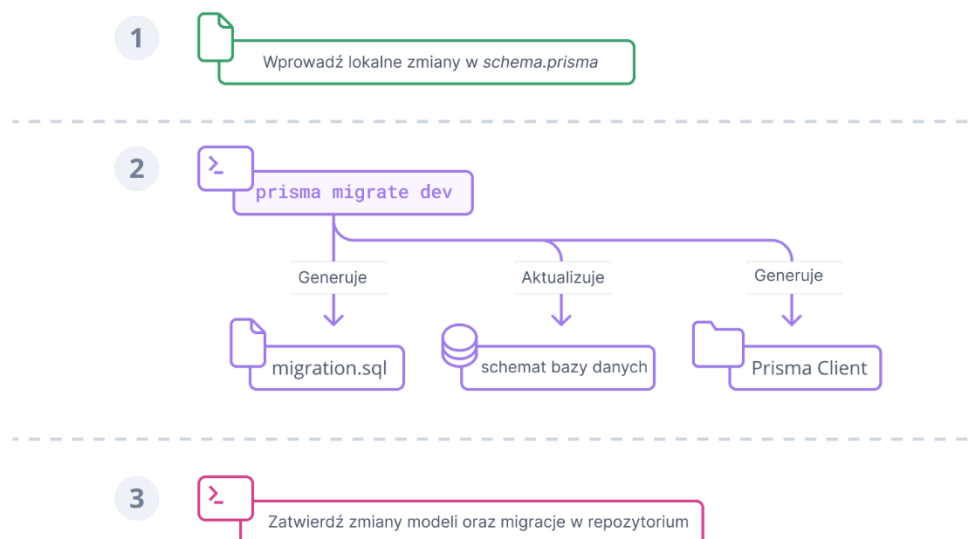 1
Wprowadź lokalne zmiany w schema.prisma
2
prisma migrate dev
Generuje
Aktualizuje
Generuje
migration.sql
schemat bazy danych
Prisma Client
3
Zatwierdź zmiany modeli oraz migracje w repozytorium